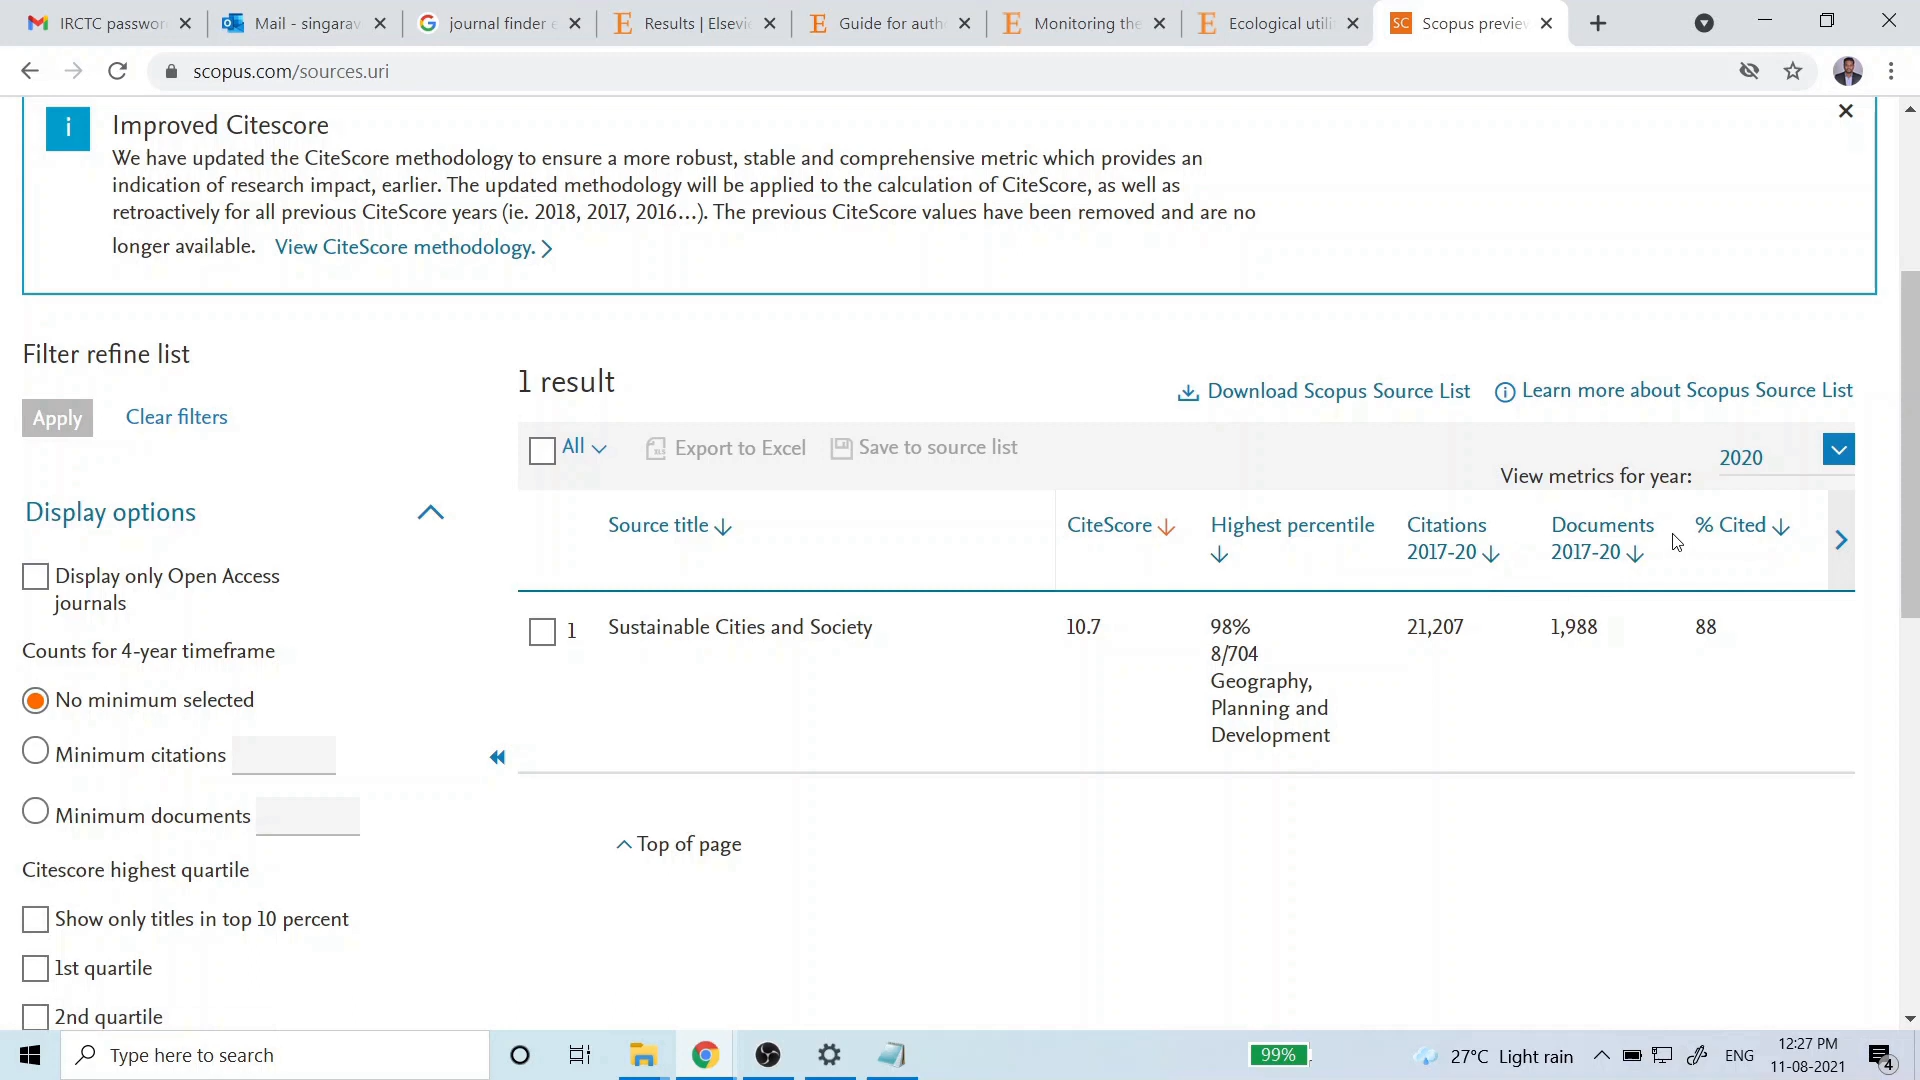 IRCTC passwor
Mail - singarav
journal finder e
Results | Elsevi
Guide for auth
Monitoring the
Ecological utili
SC Scopus preview
scopus.com/sources.uri
i
Improved Citescore
We have updated the CiteScore methodology to ensure a more robust, stable and comprehensive metric which provides an
indication of research impact, earlier. The updated methodology will be applied to the calculation of CiteScore, as well as
retroactively for all previous CiteScore years (ie. 2018, 2017, 2016...). The previous CiteScore values have been removed and are no
longer available. View CiteScore methodology.
Filter refine list
Apply Clear filters
Display options
Display only Open Access
journals
Counts for 4-year timeframe
No minimum selected
Minimum citations
Minimum documents
Citescore highest quartile
Show only titles in top 10 percent
1st quartile
2nd quartile
1 result
Download Scopus Source List Learn more about Scopus Source List
All Export to Excel Save to source list
View metrics for year: 2020
Source title CiteScore Highest percentile Citations 2017-20 Documents 2017-20 % Cited
1 Sustainable Cities and Society 10.7 98% 21,207 1,988 88
8/704
Geography,
Planning and
Development
Top of page
Type here to search
99%
27°C Light rain
ENG
12:27 PM
11-08-2021
4